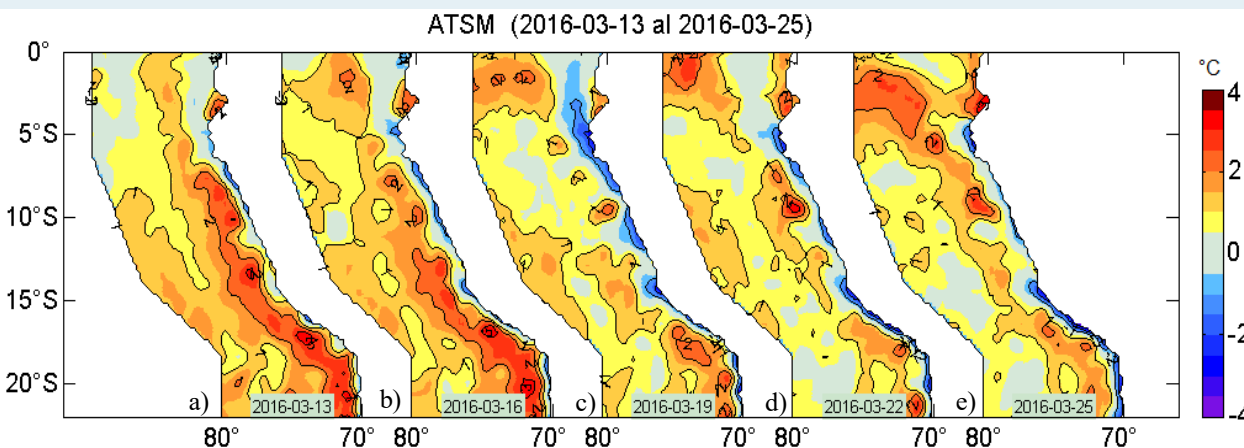 ATSM (2016-03-13 al 2016-03-25)
0°
5°S
10°S
15°S
20°S
a) 2016-03-13 b) 2016-03-16 c) 2016-03-19 d) 2016-03-22 e) 2016-03-25
80° 70° 80° 70° 80° 70° 80° 70° 80° 70°
°C
4
2
0
-2
-4